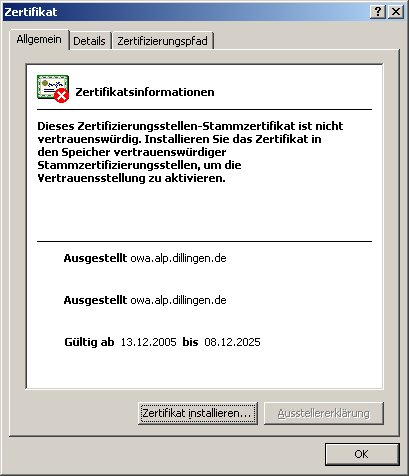 Zertifikat
Allgemein Details Zertifizierungspfad
Zertifikatsinformationen
Dieses Zertifizierungsstellen-Stammzertifikat ist nicht
vertrauenswürdig. Installieren Sie das Zertifikat in
den Speicher vertrauenswürdiger
Stammzertifizierungsstellen, um die
Vertrauensstellung zu aktivieren.
Ausgestellt owa.alp.dillingen.de
Ausgestellt owa.alp.dillingen.de
Gültig ab 13.12.2005 bis 08.12.2025
Zertifikat installieren... Ausstellererklärung
OK